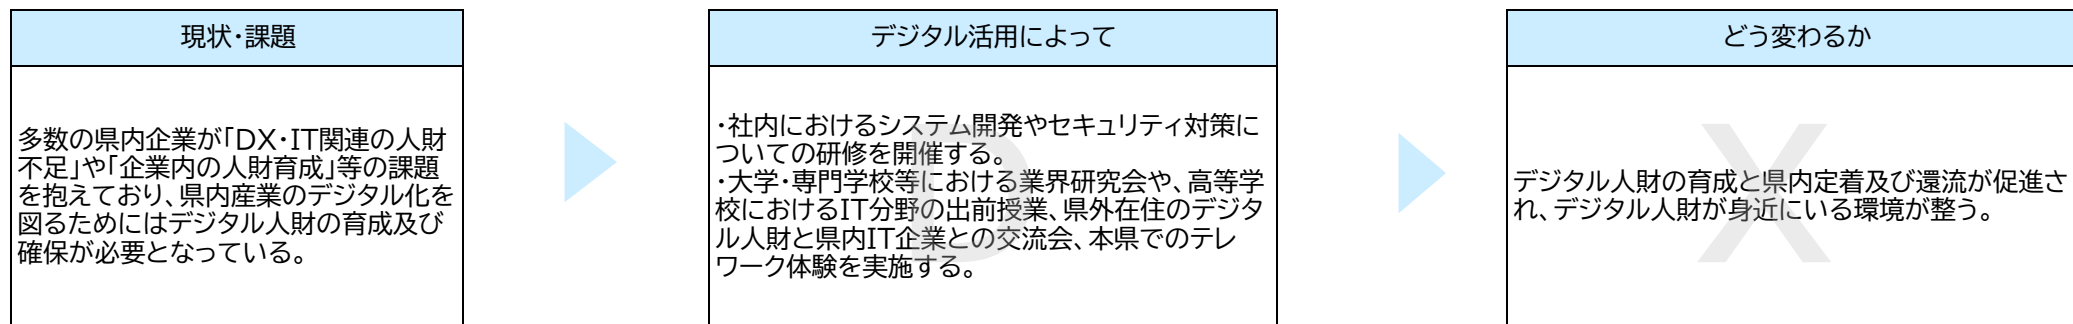 現状・課題
多数の県内企業が「DX・IT関連の人財
不足」や「企業内の人財育成」等の課題
を抱えており、県内産業のデジタル化を
図るためにはデジタル人財の育成及び
確保が必要となっている。
デジタル活用によって
・社内におけるシステム開発やセキュリティ対策に
ついての研修を開催する。
・大学・専門学校等における業界研究会や、高等学
校におけるIT分野の出前授業、県外在住のデジタ
ル人財と県内IT企業との交流会、本県でのテレ
ワーク体験を実施する。
D
どう変わるか
デジタル人財の育成と県内定着及び還流が促進さ
れ、デジタル人財が身近にいる環境が整う。
X